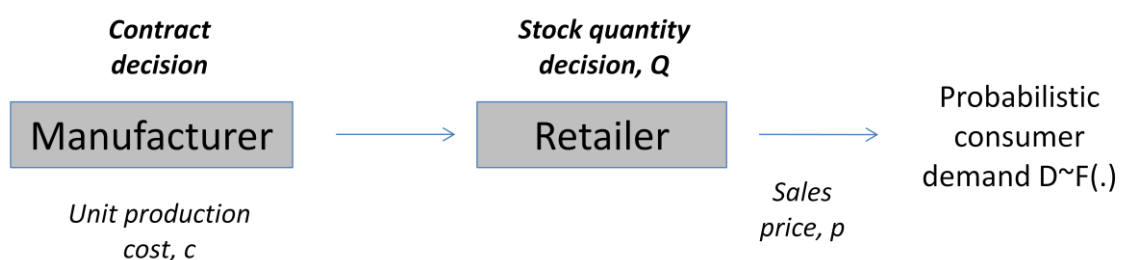 Contract
decision
Stock quantity
decision, Q
Manufacturer
Retailer
Probabilistic
consumer
demand D~F(.)
Unit production
cost, c
Sales
price, p